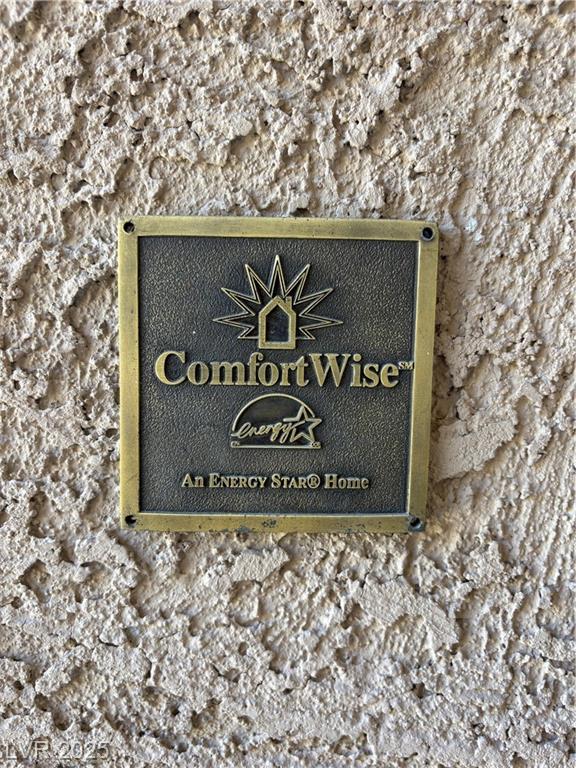 ComfortWise℠
energy
An ENERGY STAR® Home
LVR 2025